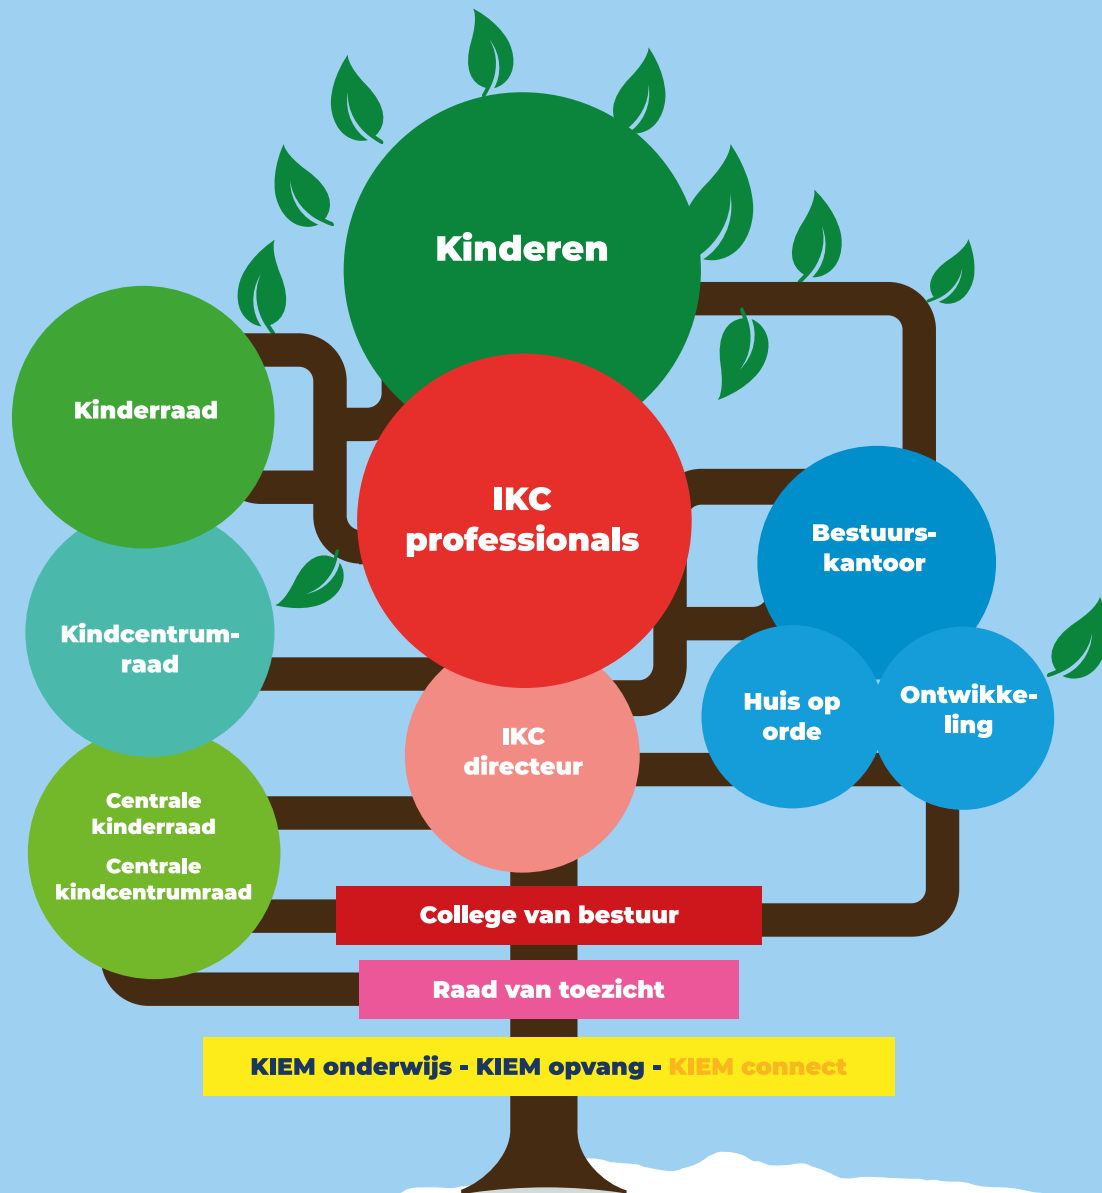 Kinderen
Kinderraad
IKC
professionals
Bestuurs-
kantoor
Kindcentrum-
raad
Huis op
orde
Ontwikke-
ling
IKC
directeur
Centrale
kinderraad
Centrale
kindcentrumraad
College van bestuur
Raad van toezicht
KIEM onderwijs - KIEM opvang - KIEM connect